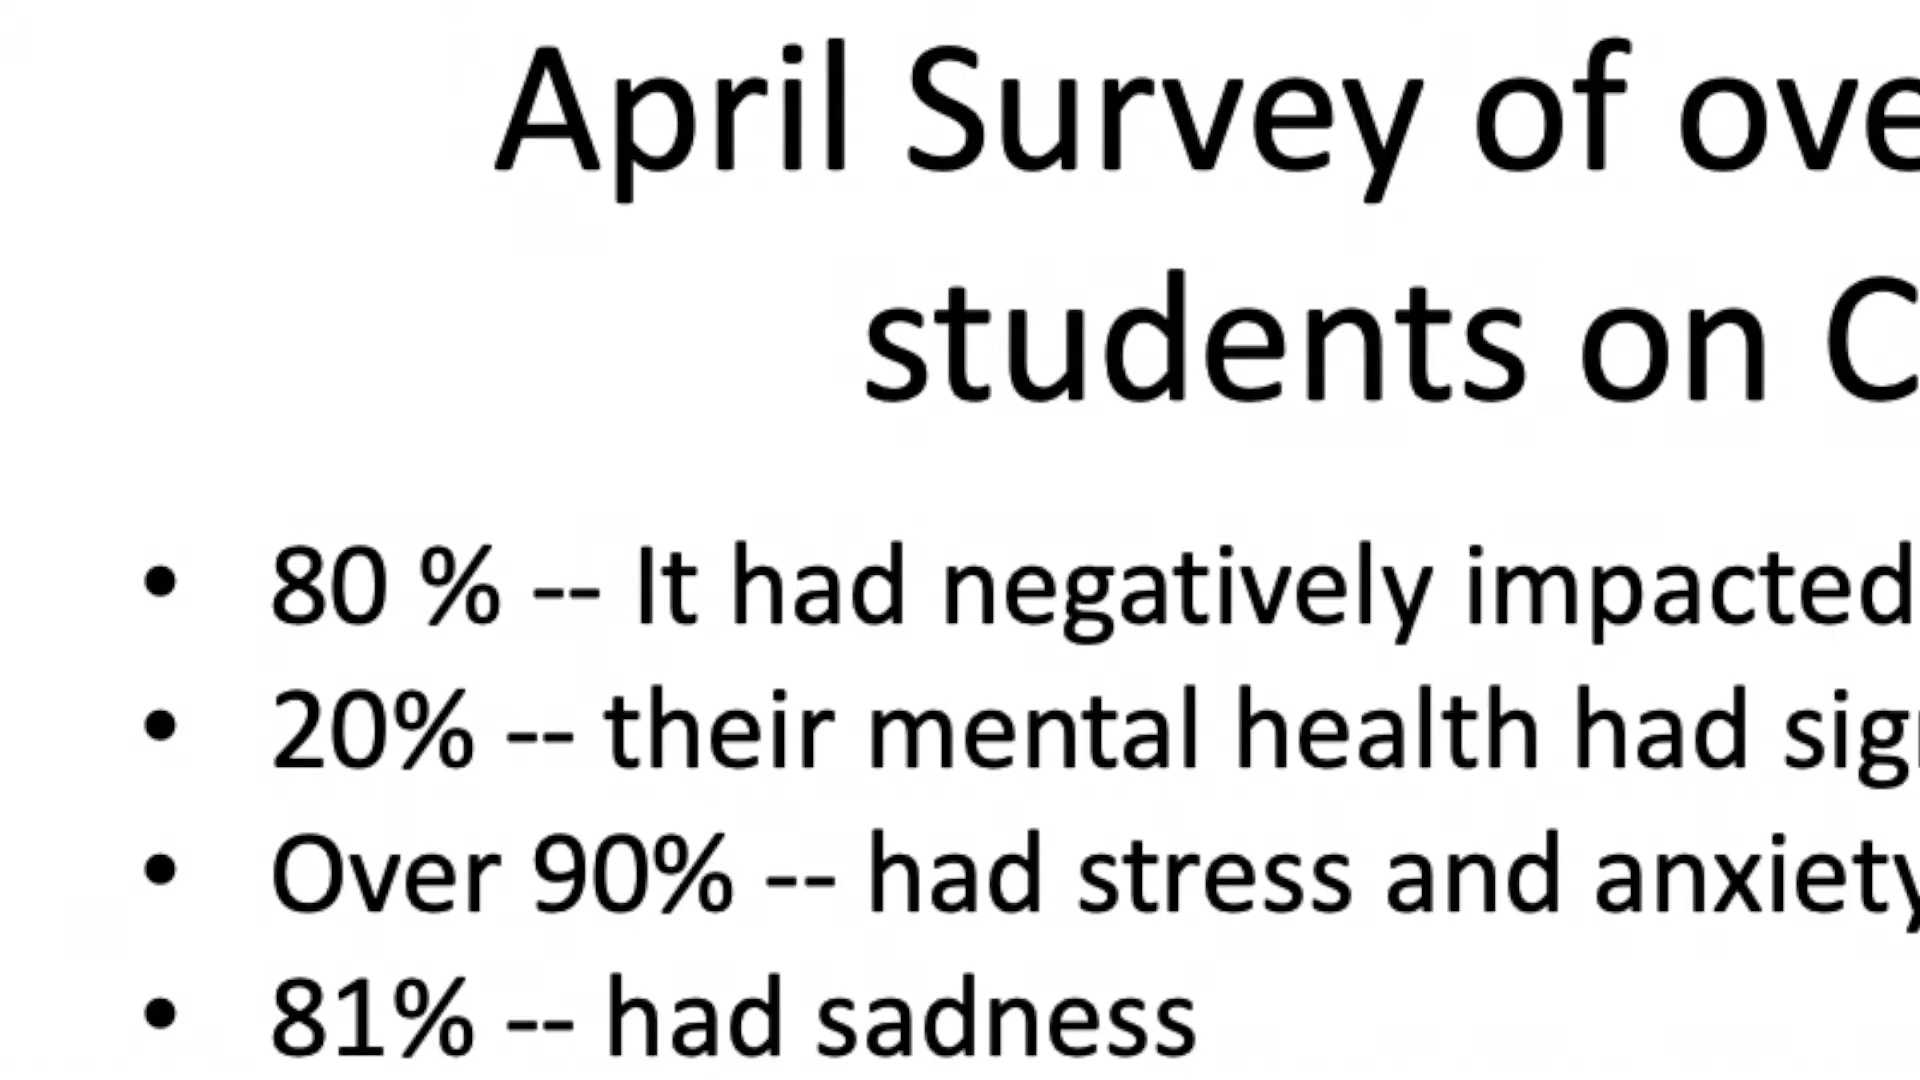 April Survey of ove
students on C
• 80 % -- It had negatively impacted
• 20% -- their mental health had sig
• Over 90% -- had stress and anxiety
• 81% -- had sadness